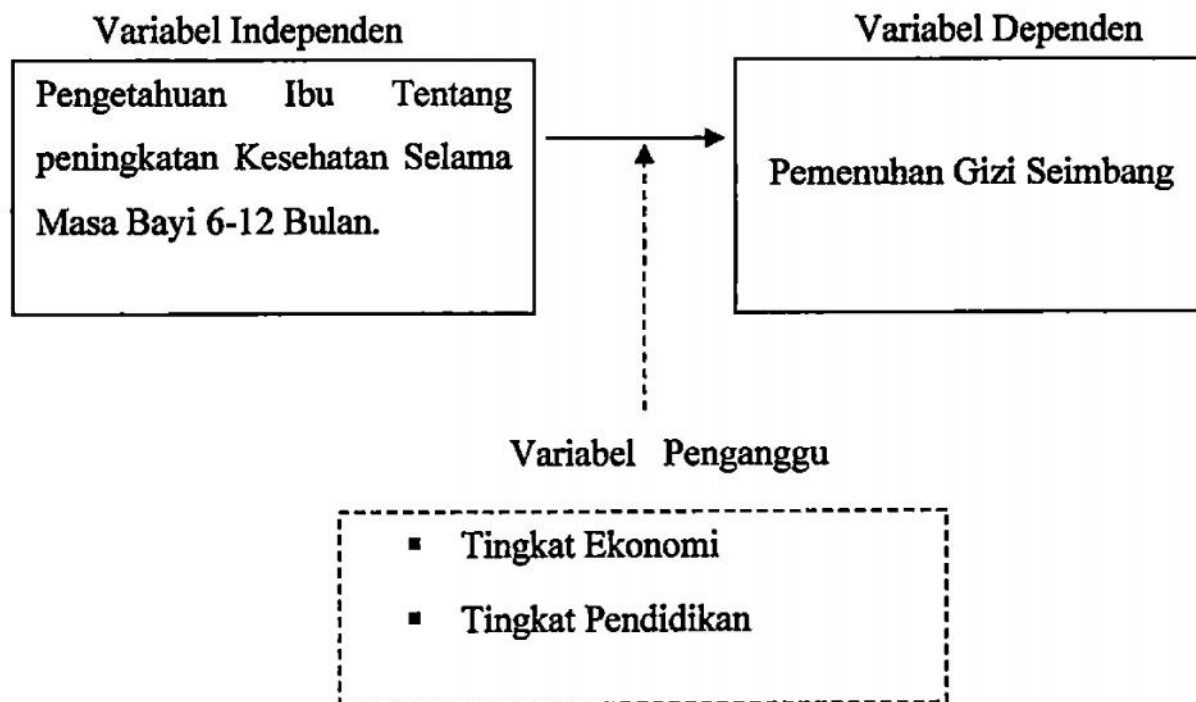 Variabel Independen
Variabel Dependen
Pengetahuan Ibu Tentang
peningkatan Kesehatan Selama
Masa Bayi 6-12 Bulan.
Pemenuhan Gizi Seimbang
Variabel Penganggu
▪ Tingkat Ekonomi
▪ Tingkat Pendidikan